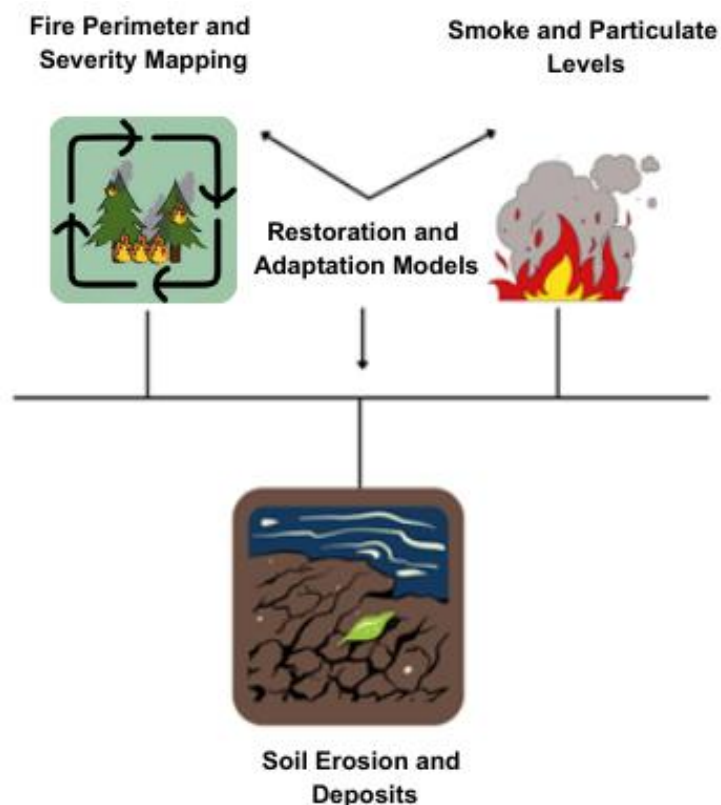 Fire Perimeter and
Severity Mapping
Smoke and Particulate
Levels
Restoration and
Adaptation Models
Soil Erosion and
Deposits